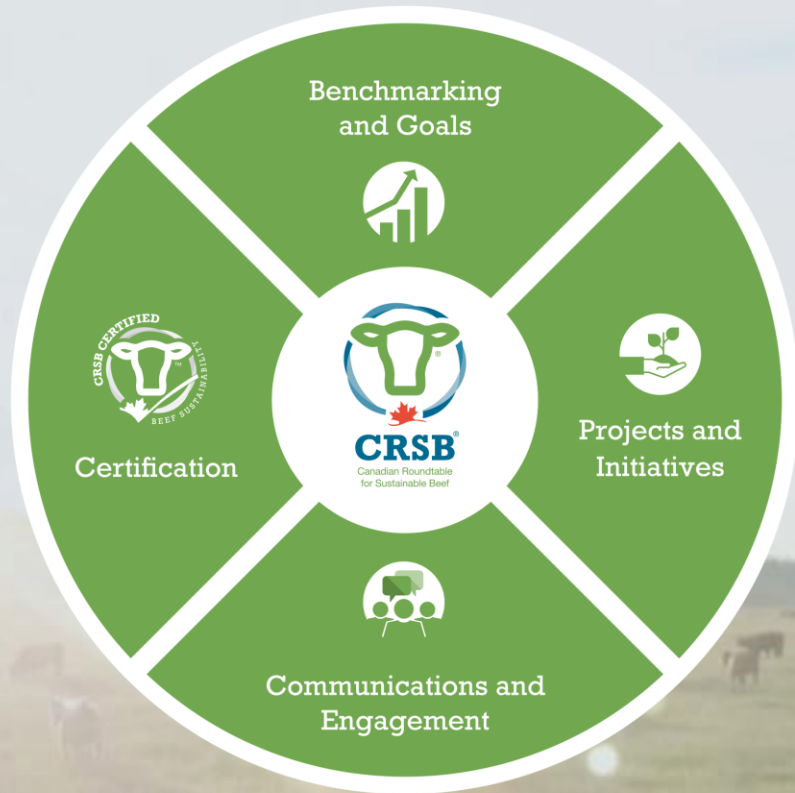 Benchmarking
and Goals
CRSB CERTIFIED
BEEF SUSTAINABILITY
TM
Certification
®
CRSB®
Canadian Roundtable
for Sustainable Beef
Projects and
Initiatives
Communications and
Engagement